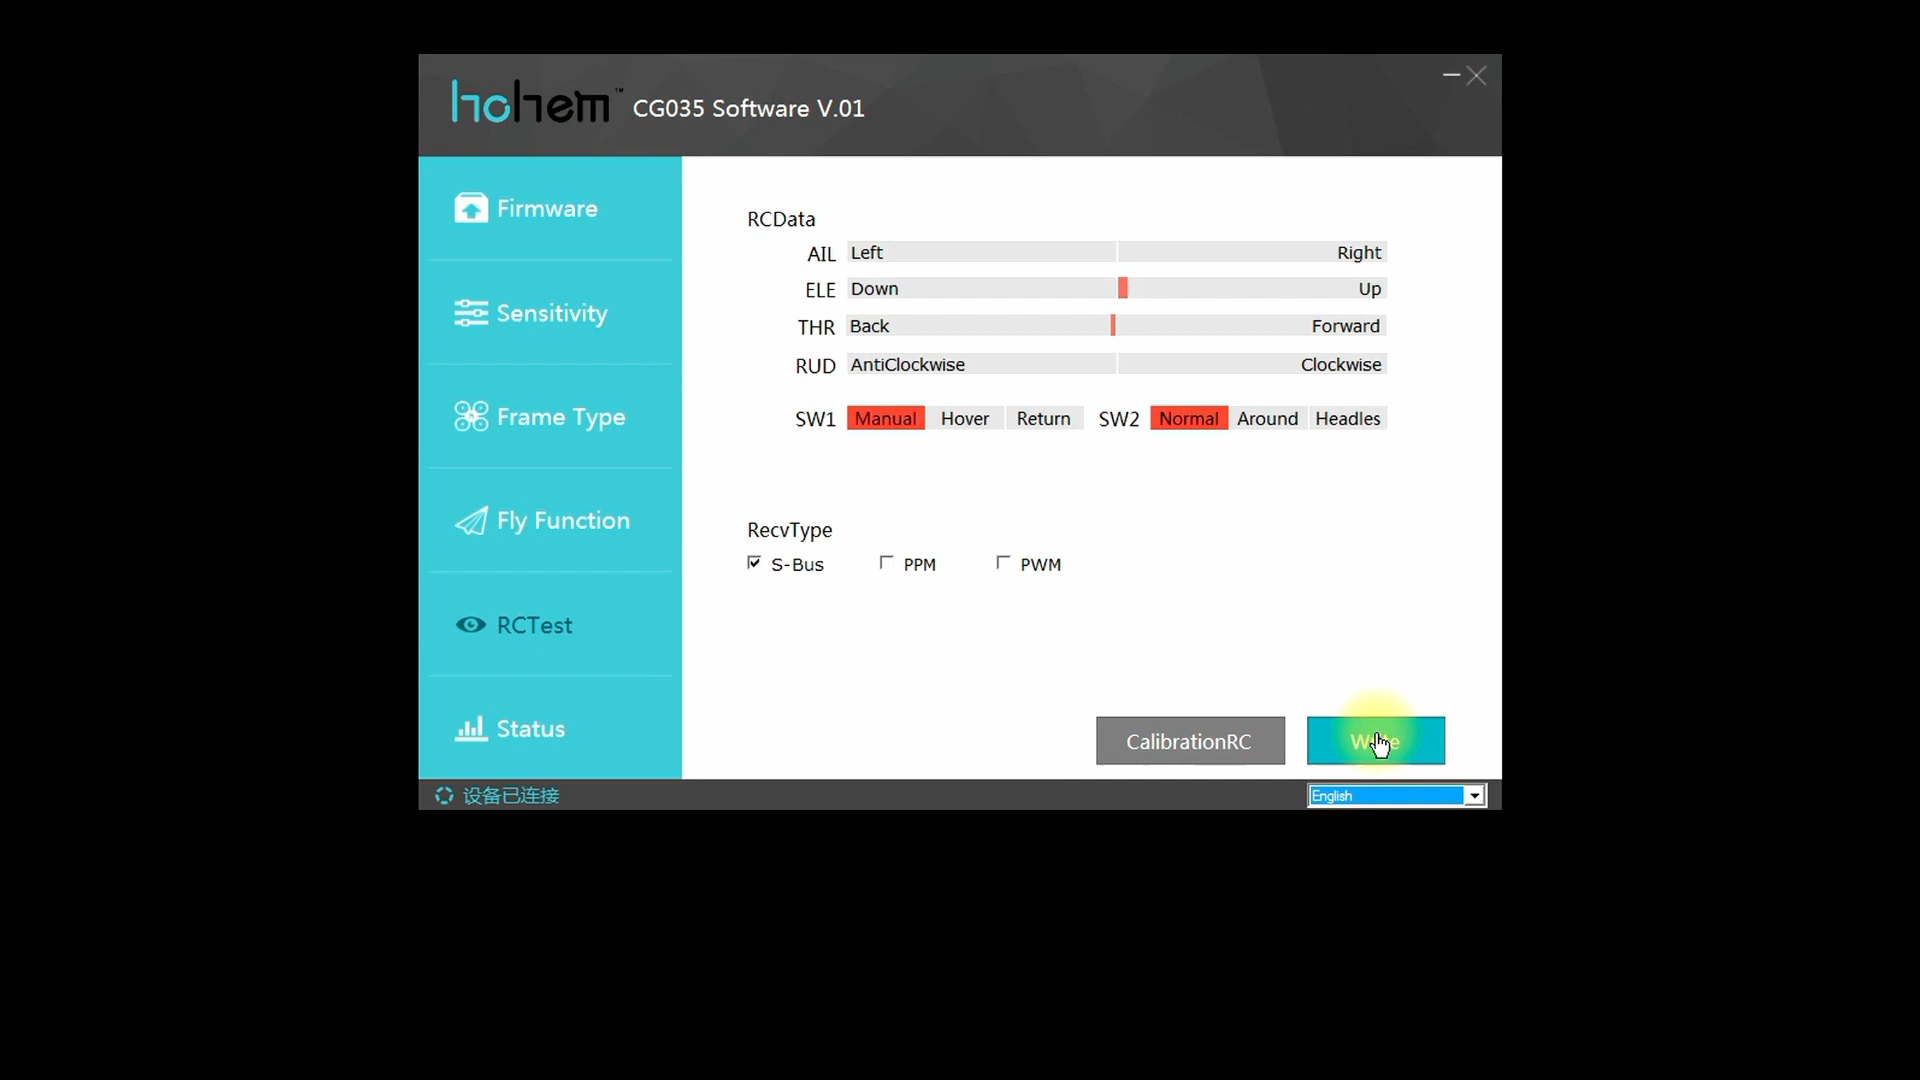 hohem™ CG035 Software V.01
Firmware
Sensitivity
Frame Type
Fly Function
RCTest
Status
RCData
AIL Left Right
ELE Down Up
THR Back Forward
RUD AntiClockwise Clockwise
SW1 Manual Hover Return SW2 Normal Around Headles
RecvType
S-Bus PPM PWM
CalibrationRC Write
设备已连接 English